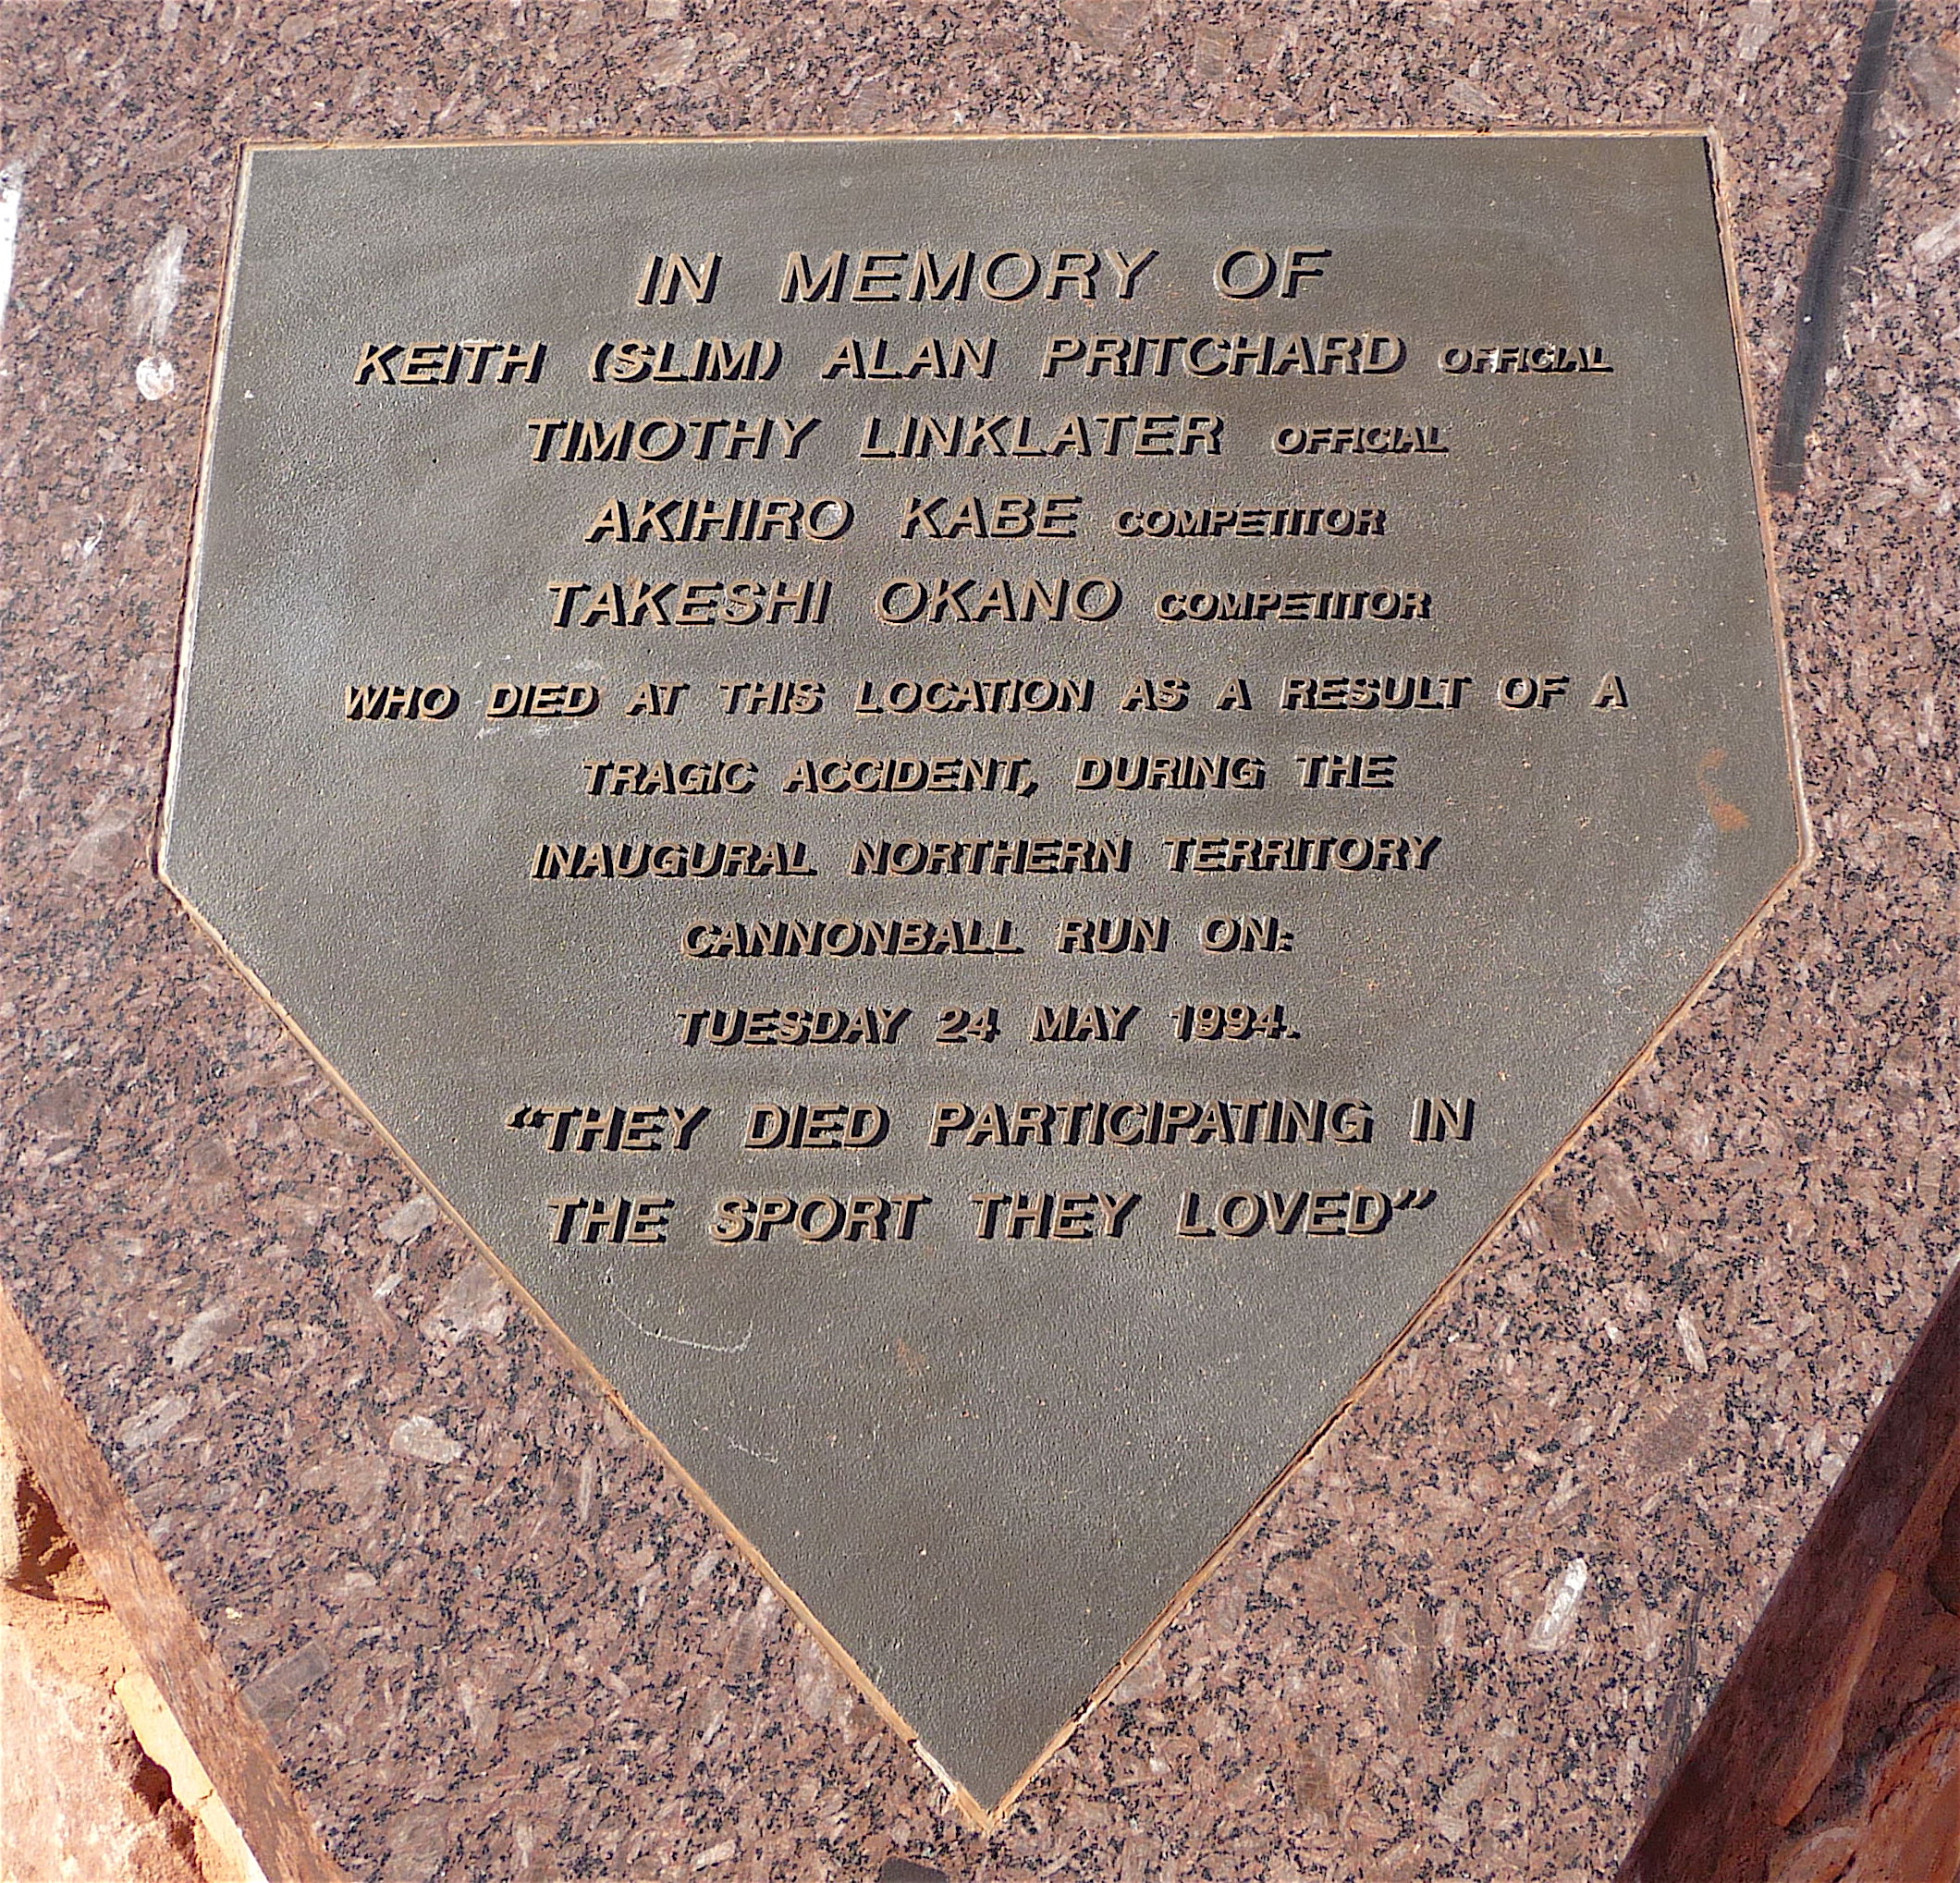 IN MEMORY OF
KEITH (SLIM) ALAN PRITCHARD OFFICIAL
TIMOTHY LINKLATER OFFICIAL
AKIHIRO KABE COMPETITOR
TAKESHI OKANO COMPETITOR
WHO DIED AT THIS LOCATION AS A RESULT OF A
TRAGIC ACCIDENT, DURING THE
INAUGURAL NORTHERN TERRITORY
CANNONBALL RUN ON:
TUESDAY 24 MAY 1994.
“THEY DIED PARTICIPATING IN
THE SPORT THEY LOVED”